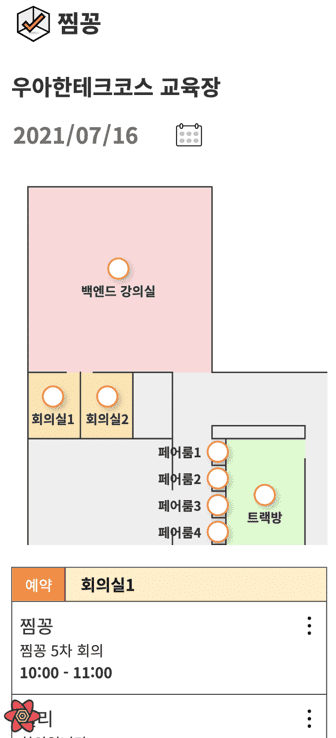 찜꽁
우아한테크코스 교육장
2021/07/16
백엔드 강의실
회의실1 회의실2
페어룸1
페어룸2
페어룸3
트랙방
페어룸4
예약 회의실1
찜꽁
찜꽁 5차 회의
10:00 - 11:00
리